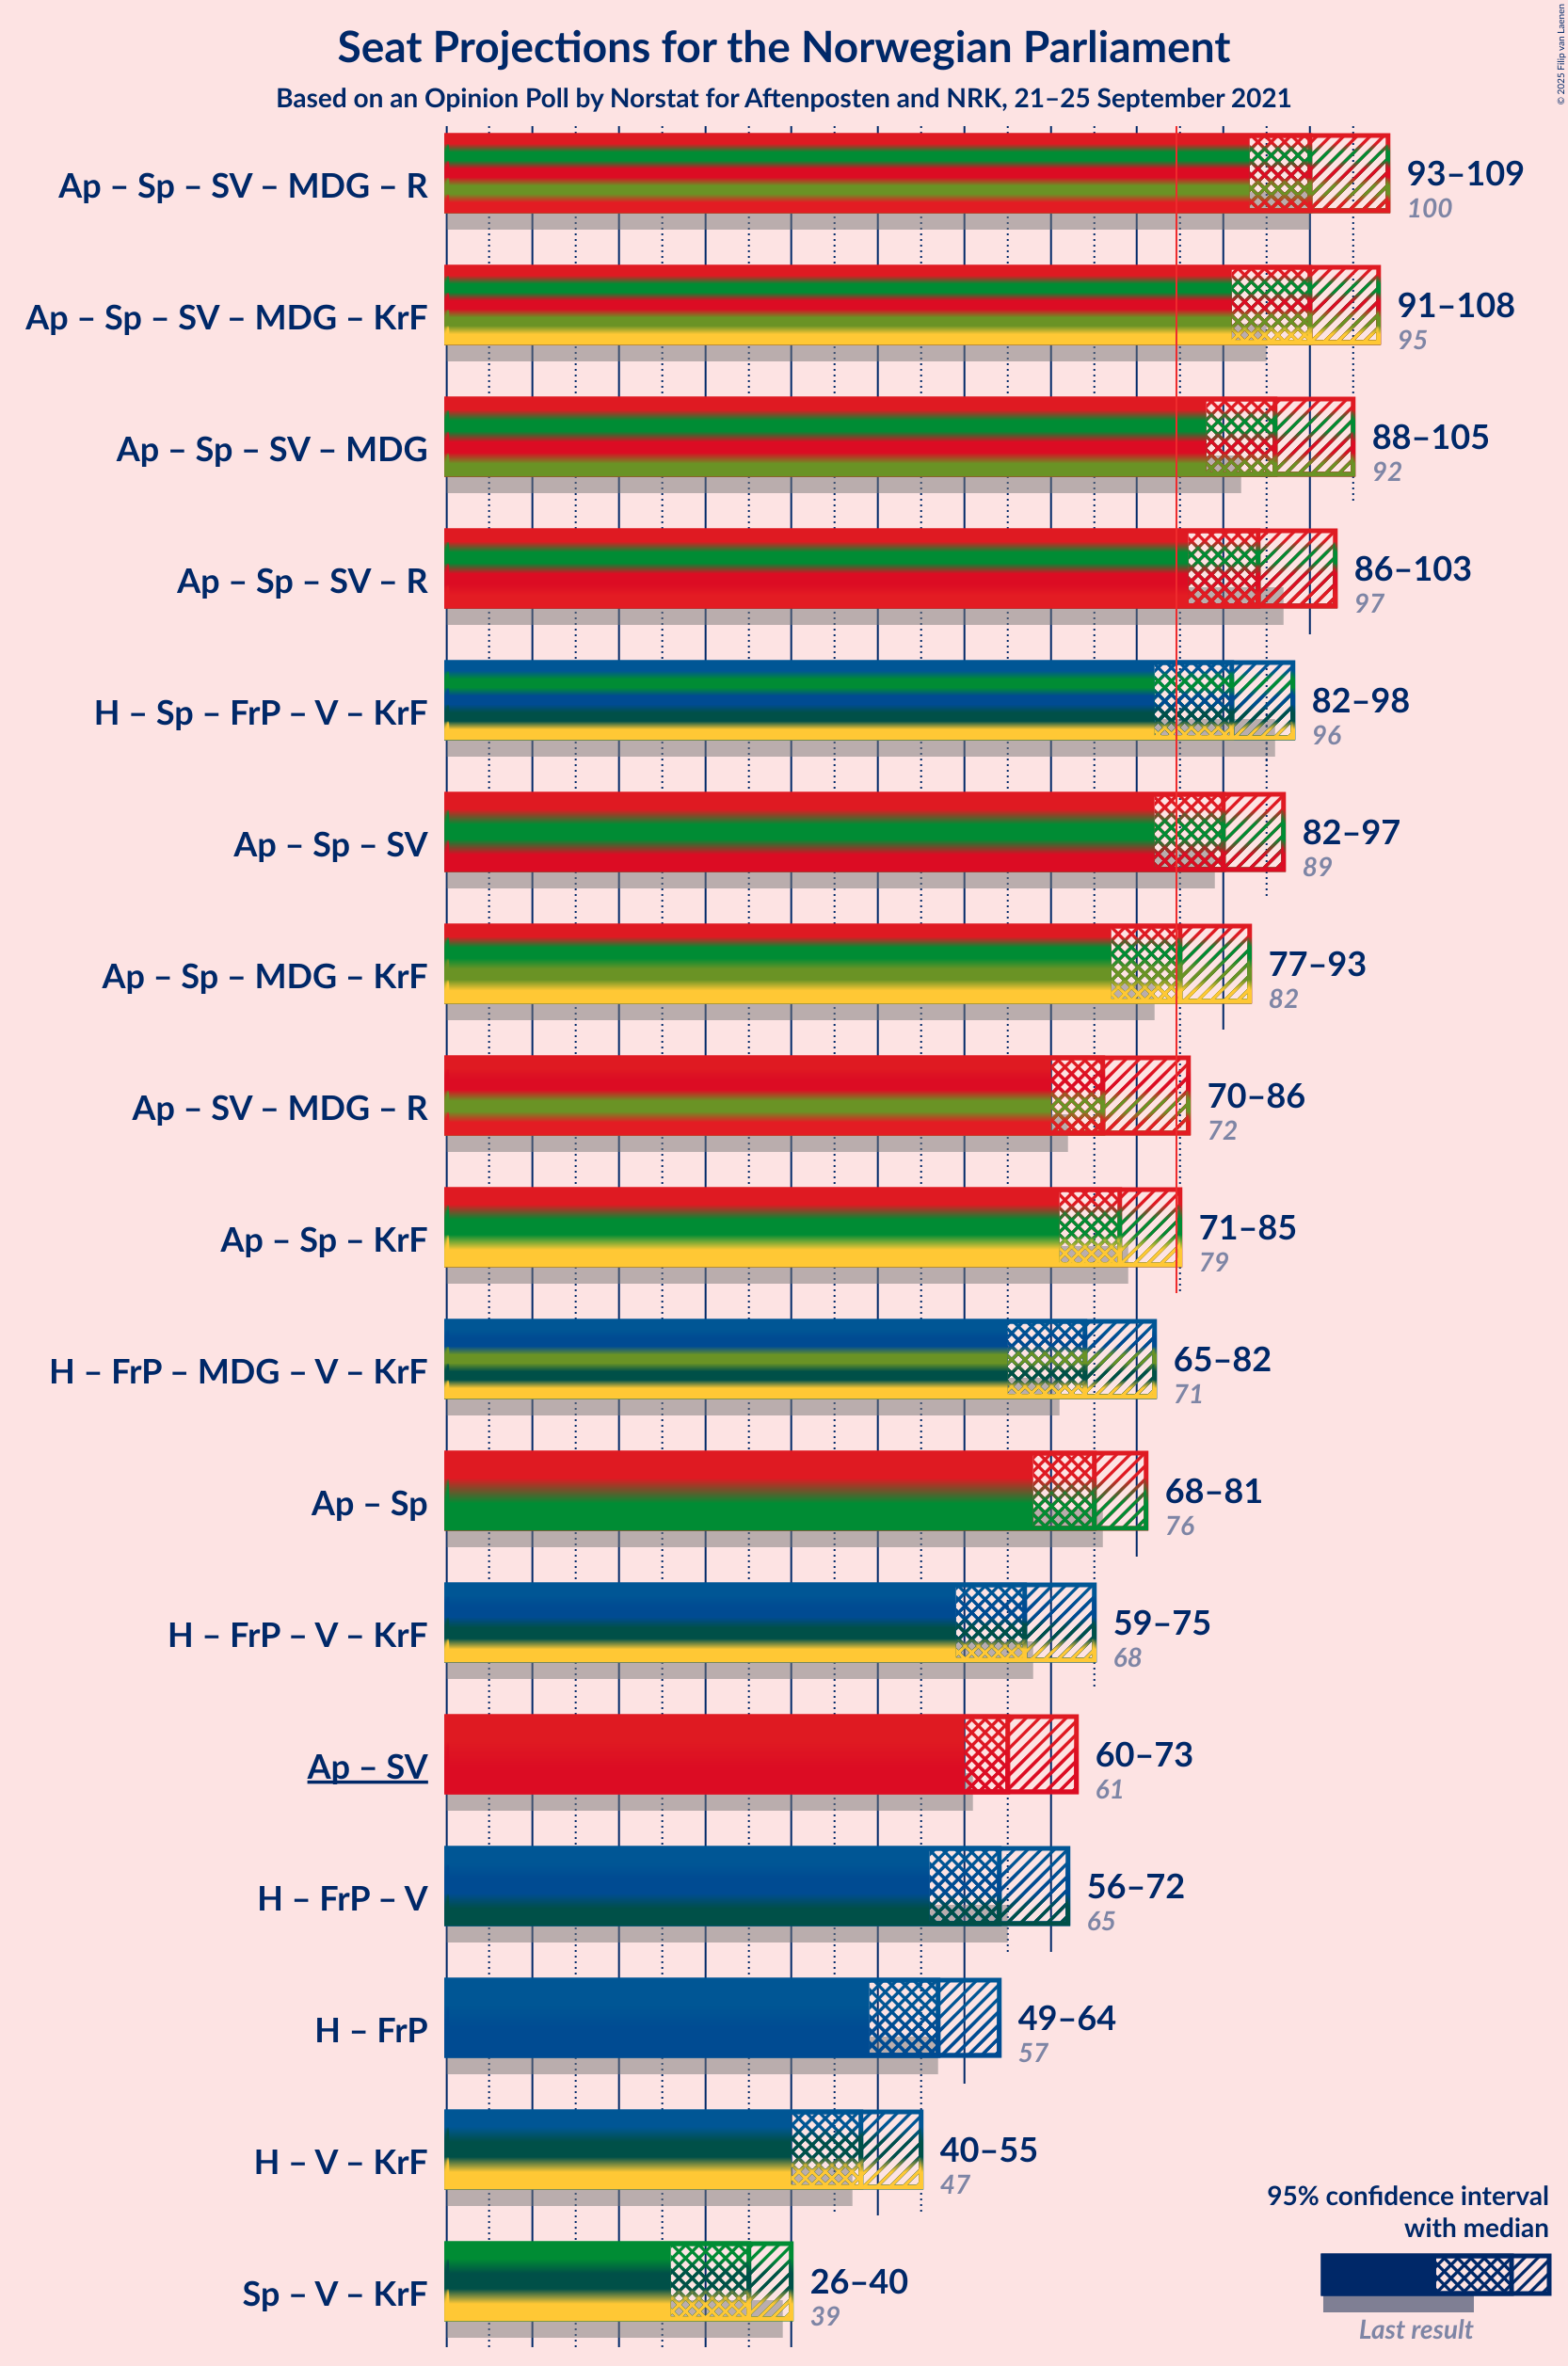 Seat Projections for the Norwegian Parliament
Based on an Opinion Poll by Norstat for Aftenposten and NRK, 21–25 September 2021
© 2025 Filip van Laenen
Ap – Sp – SV – MDG – R
93–109
100
Ap – Sp – SV – MDG – KrF
91–108
95
Ap – Sp – SV – MDG
88–105
92
Ap – Sp – SV – R
86–103
97
H – Sp – FrP – V – KrF
82–98
96
Ap – Sp – SV
82–97
89
Ap – Sp – MDG – KrF
77–93
82
Ap – SV – MDG – R
70–86
72
Ap – Sp – KrF
71–85
79
H – FrP – MDG – V – KrF
65–82
71
Ap – Sp
68–81
76
H – FrP – V – KrF
59–75
68
Ap – SV
60–73
61
H – FrP – V
56–72
65
H – FrP
49–64
57
H – V – KrF
40–55
47
Sp – V – KrF
26–40
39
95% confidence interval
with median
Last result